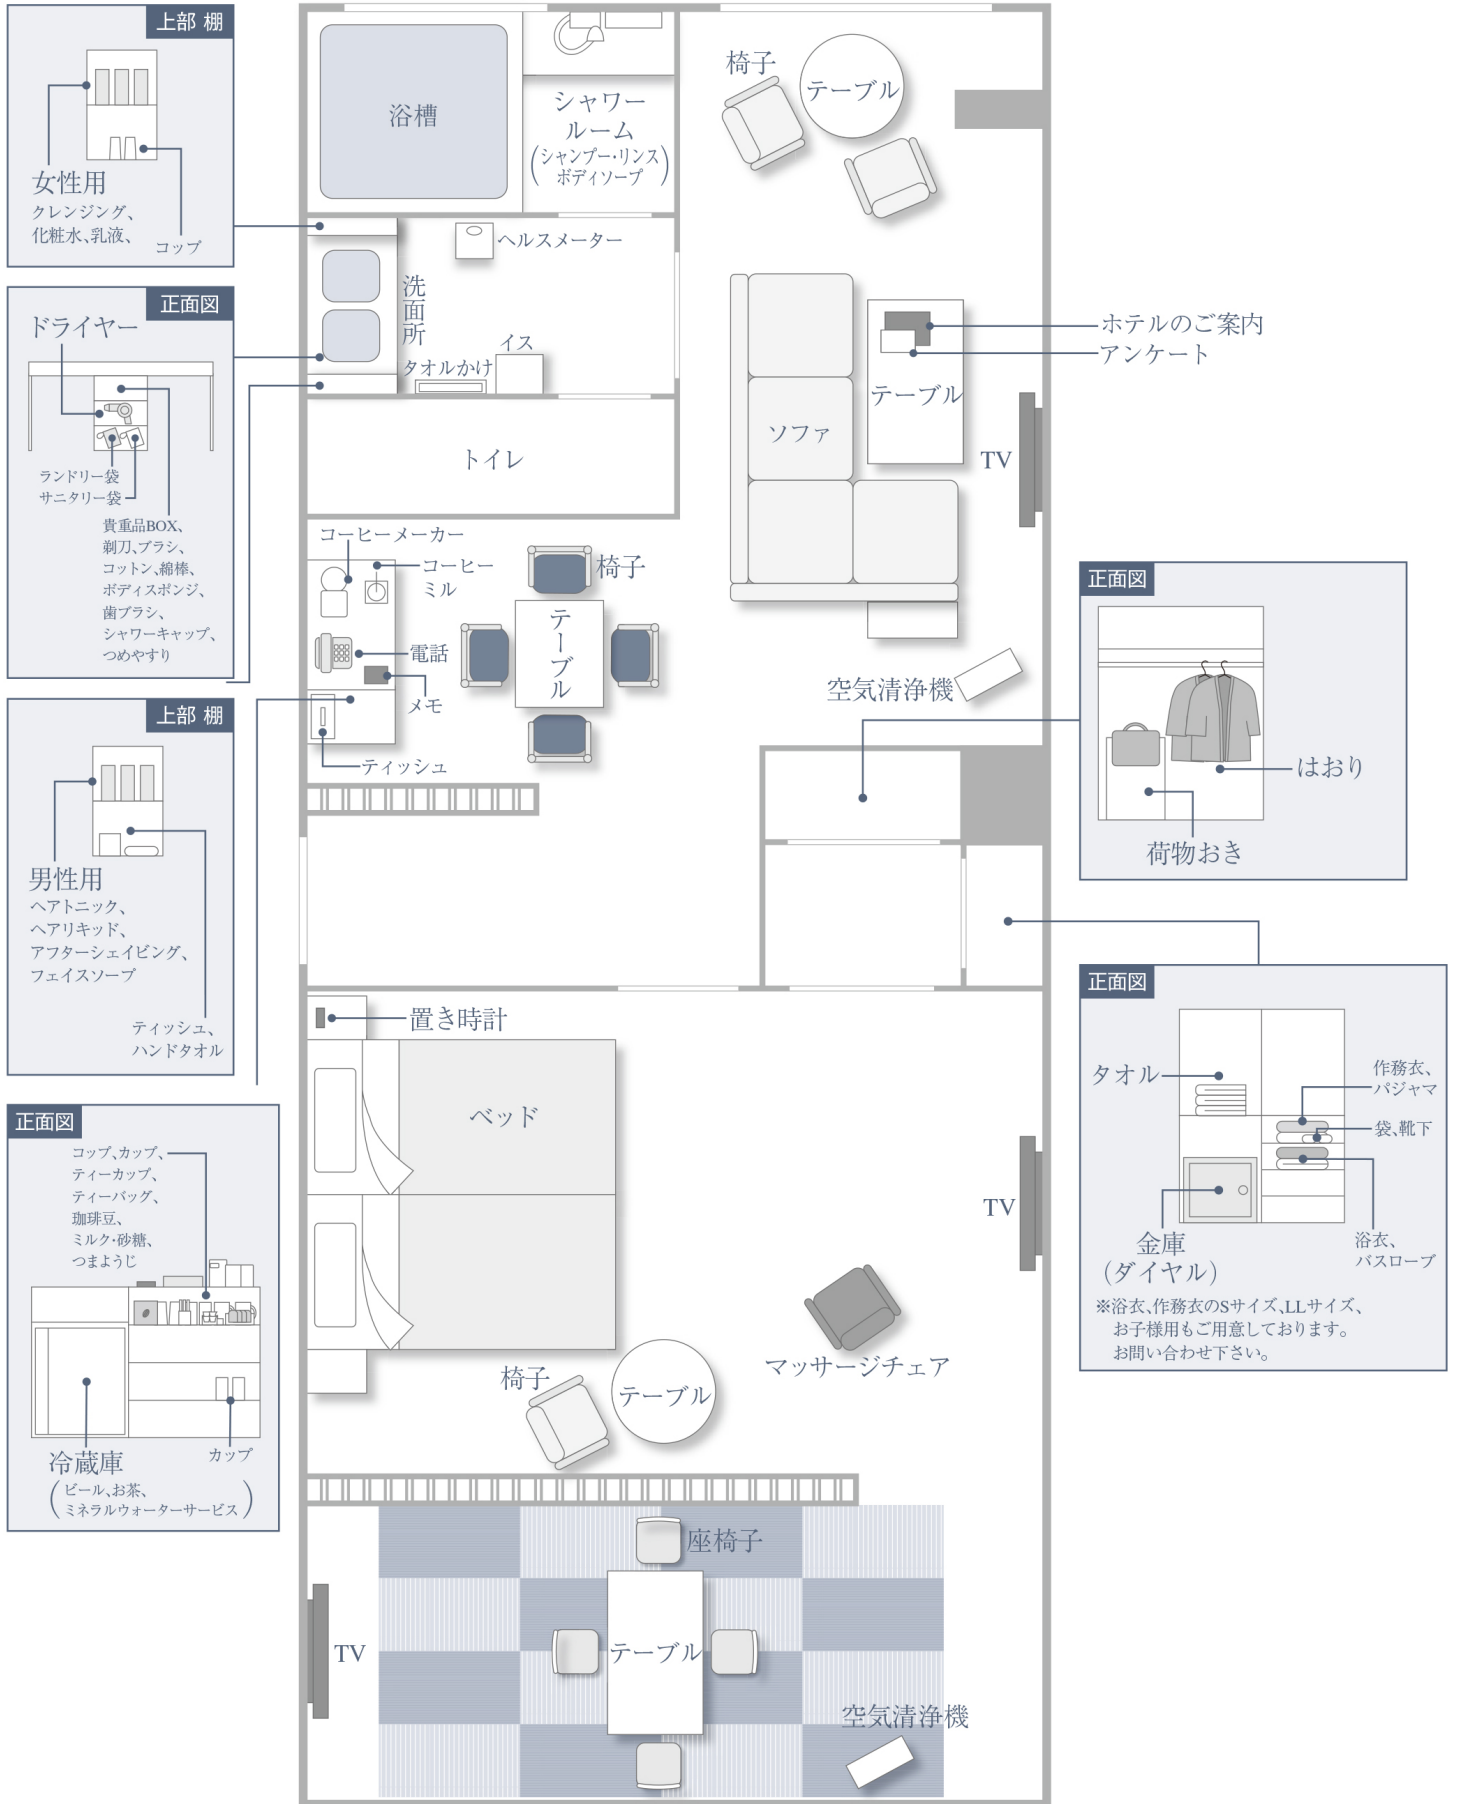 上部 棚
女性用
クレンジング、
化粧水、乳液、
コップ
正面図
ドライヤー
ランドリー袋
サニタリー袋
貴重品BOX、
剃刀、ブラシ、
コットン、綿棒、
ボディスポンジ、
歯ブラシ、
シャワーキャップ、
つめやすり
上部 棚
男性用
ヘアトニック、
ヘアリキッド、
アフターシェイビング、
フェイスソープ
ティッシュ、
ハンドタオル
正面図
コップ、カップ、
ティーカップ、
ティーバッグ、
珈琲豆、
ミルク・砂糖、
つまようじ
冷蔵庫
(ビール、お茶、
ミネラルウォーターサービス)
カップ
浴槽
シャワー
ルーム
(シャンプー・リンス
ボディソープ)
椅子
テーブル
ヘルスメーター
洗面所
イス
タオルかけ
トイレ
ソファ
テーブル
TV
ホテルのご案内
アンケート
コーヒーメーカー
コーヒー
ミル
電話
メモ
ティッシュ
椅子
テーブル
空気清浄機
正面図
はおり
荷物おき
正面図
タオル
作務衣、
パジャマ
袋、靴下
金庫
(ダイヤル)
浴衣、
バスローブ
※浴衣、作務衣のSサイズ、LLサイズ、
お子様用もご用意しております。
お問い合わせ下さい。
置き時計
ベッド
TV
マッサージチェア
椅子
テーブル
座椅子
テーブル
TV
空気清浄機